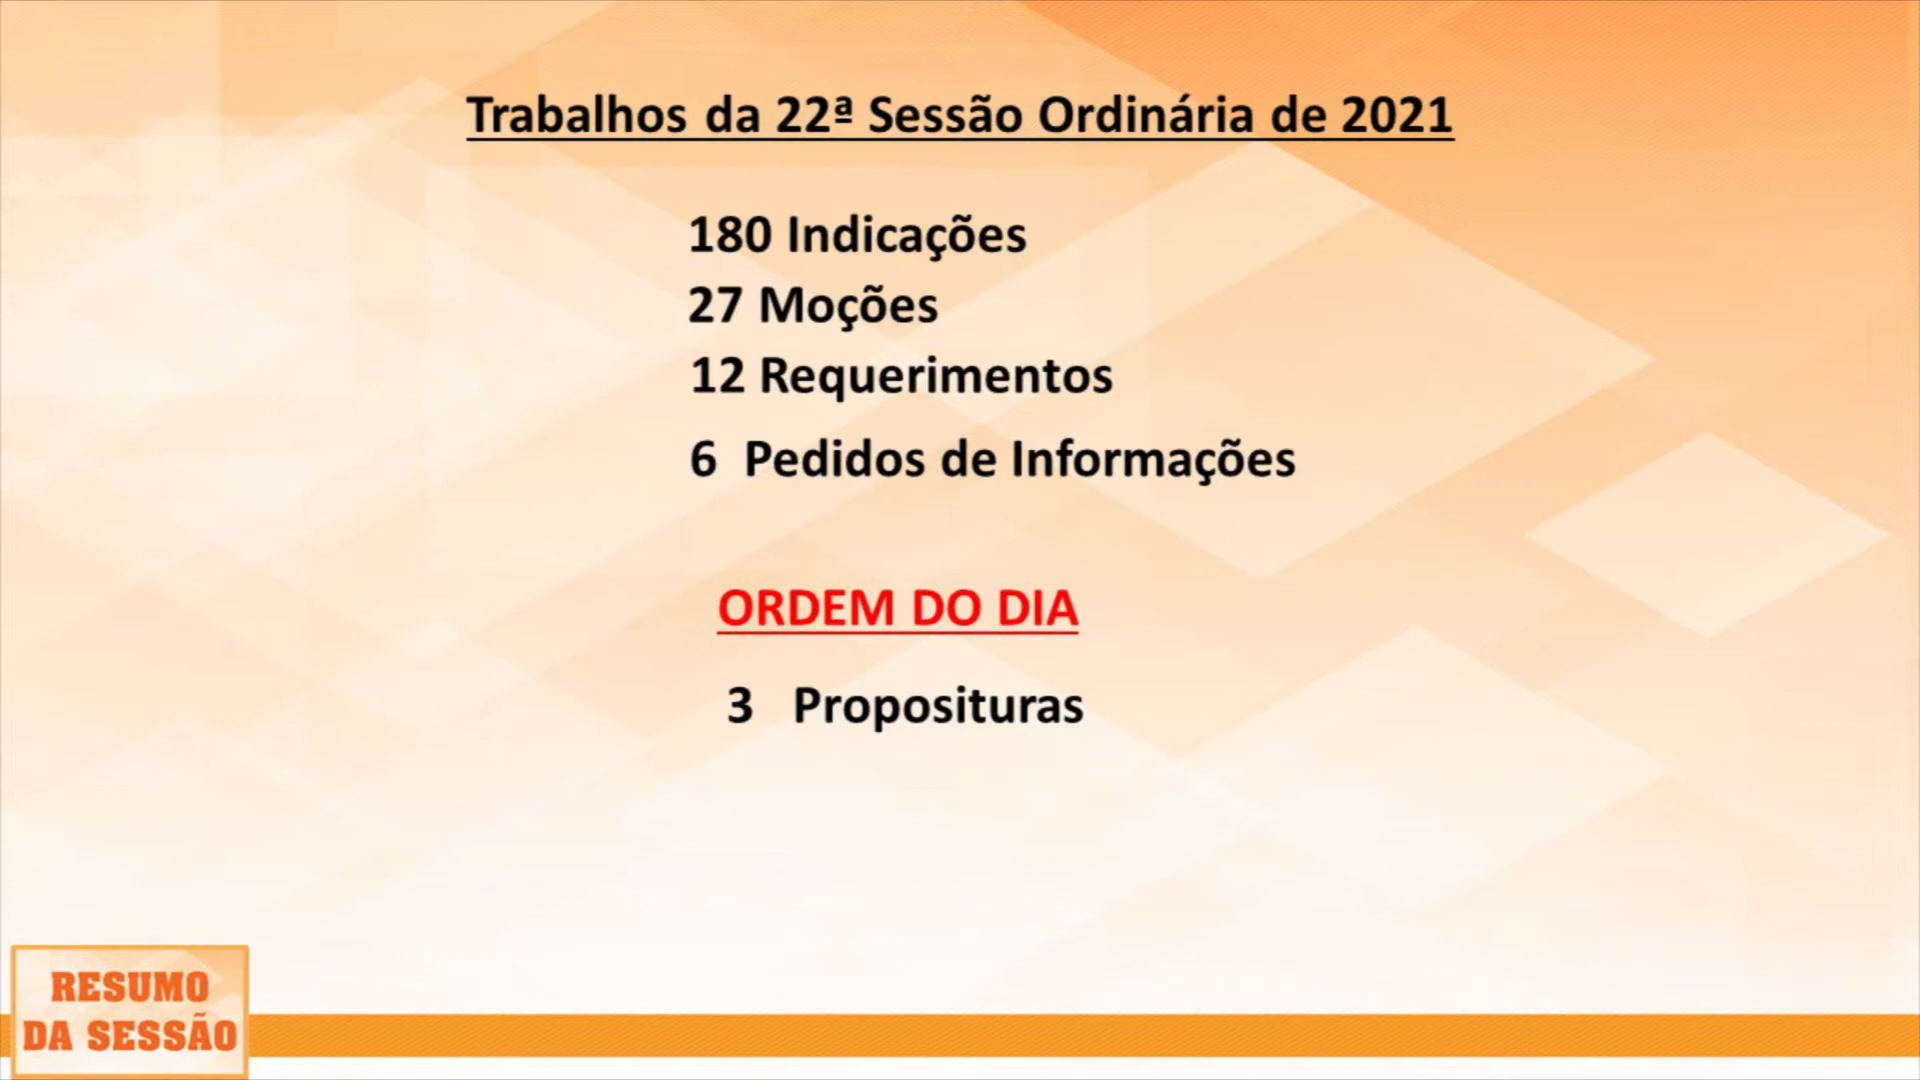 Trabalhos da 22ª Sessão Ordinária de 2021
180 Indicações
27 Moções
12 Requerimentos
6 Pedidos de Informações
ORDEM DO DIA
3 Proposituras
RESUMO
DA SESSÃO